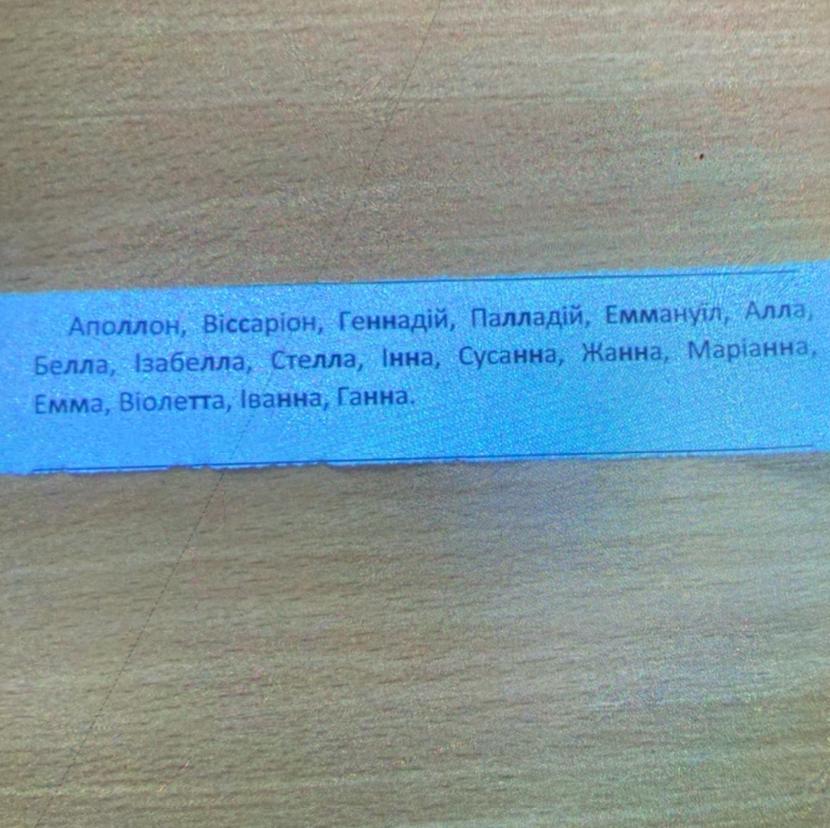 Аполлон, Віссаріон, Геннадій, Палладій, Еммануїл, Алла,
Белла, Ізабелла, Стелла, Інна, Сусанна, Жанна, Маріанна,
Емма, Віолетта, Іванна, Ганна.